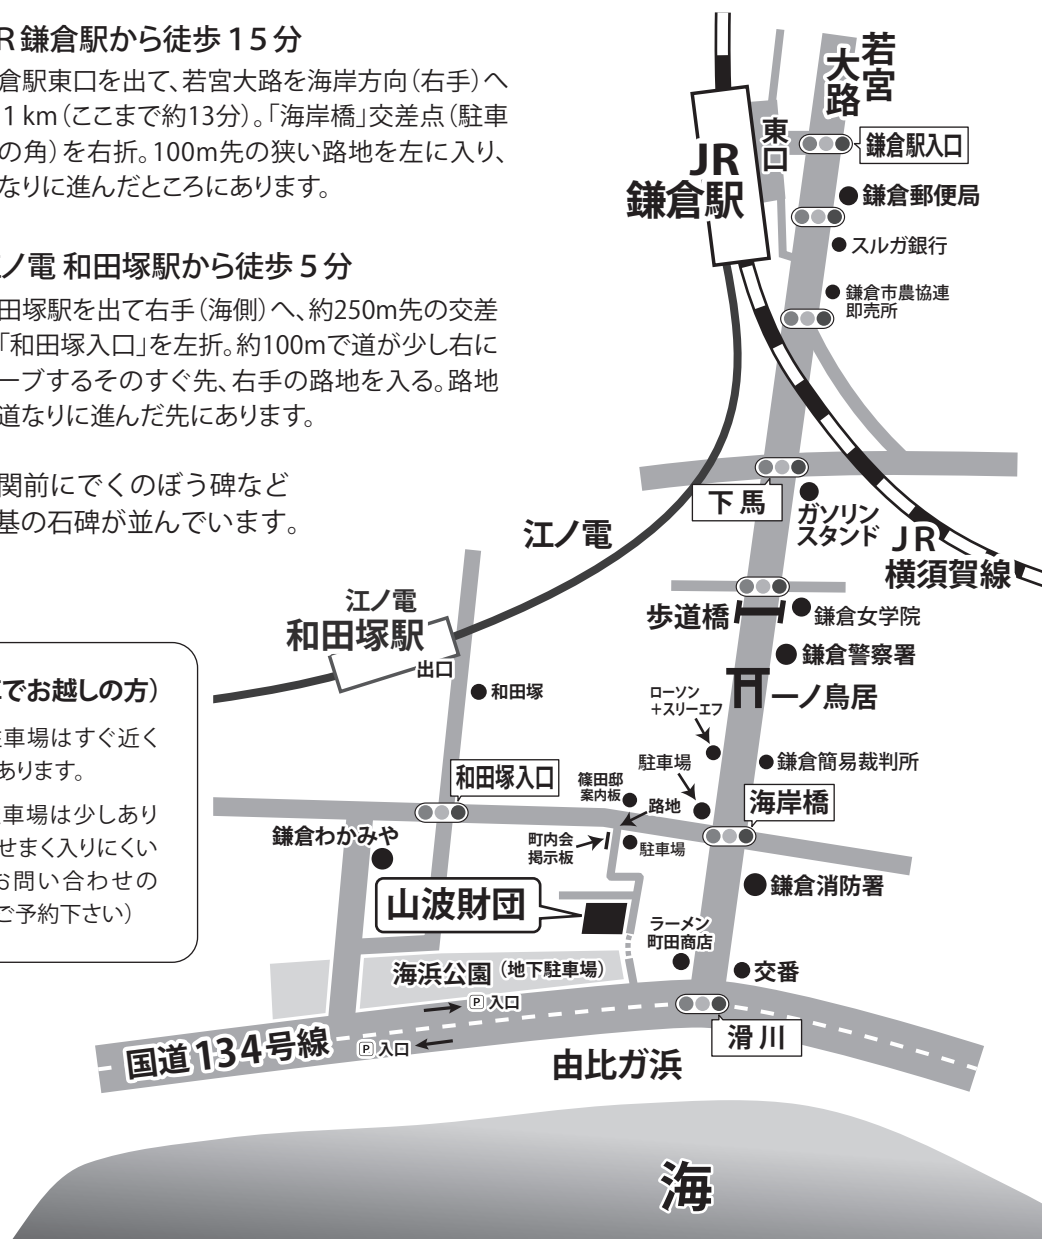 R 鎌倉駅から徒歩 1 5 分
倉駅東口を出て、若宮大路を海岸方向（右手）へ
1 km（ここまで約13分）。「海岸橋」交差点（駐車
の角）を右折。100m先の狭い路地を左に入り、
なりに進んだところにあります。
ノ電 和田塚駅から徒歩 5 分
田塚駅を出て右手（海側）へ、約250m先の交差
「和田塚入口」を左折。約100mで道が少し右に
ーブするそのすぐ先、右手の路地を入る。路地
道なりに進んだ先にあります。
関前にでくのぼう碑など
基の石碑が並んでいます。
でお越しの方）
車場はすぐ近く
あります。
車場は少しあり
せまく入りにくい
お問い合わせの
ご予約下さい）
若宮
大路
東口
JR
鎌倉駅
鎌倉駅入口
鎌倉郵便局
スルガ銀行
鎌倉市農協連
即売所
下 馬
ガソリン
スタンド
江ノ電
JR
横須賀線
江ノ電
和田塚駅
出口
和田塚
歩道橋
鎌倉女学院
鎌倉警察署
一ノ鳥居
ローソン
＋スリーエフ
駐車場
鎌倉簡易裁判所
和田塚入口
篠田邸
案内板
路地
海岸橋
鎌倉わかみや
町内会
掲示板
駐車場
山波財団
鎌倉消防署
ラーメン
町田商店
交番
海浜公園（地下駐車場）
P 入口
P 入口
国道 134号線
滑 川
由比ガ浜
海